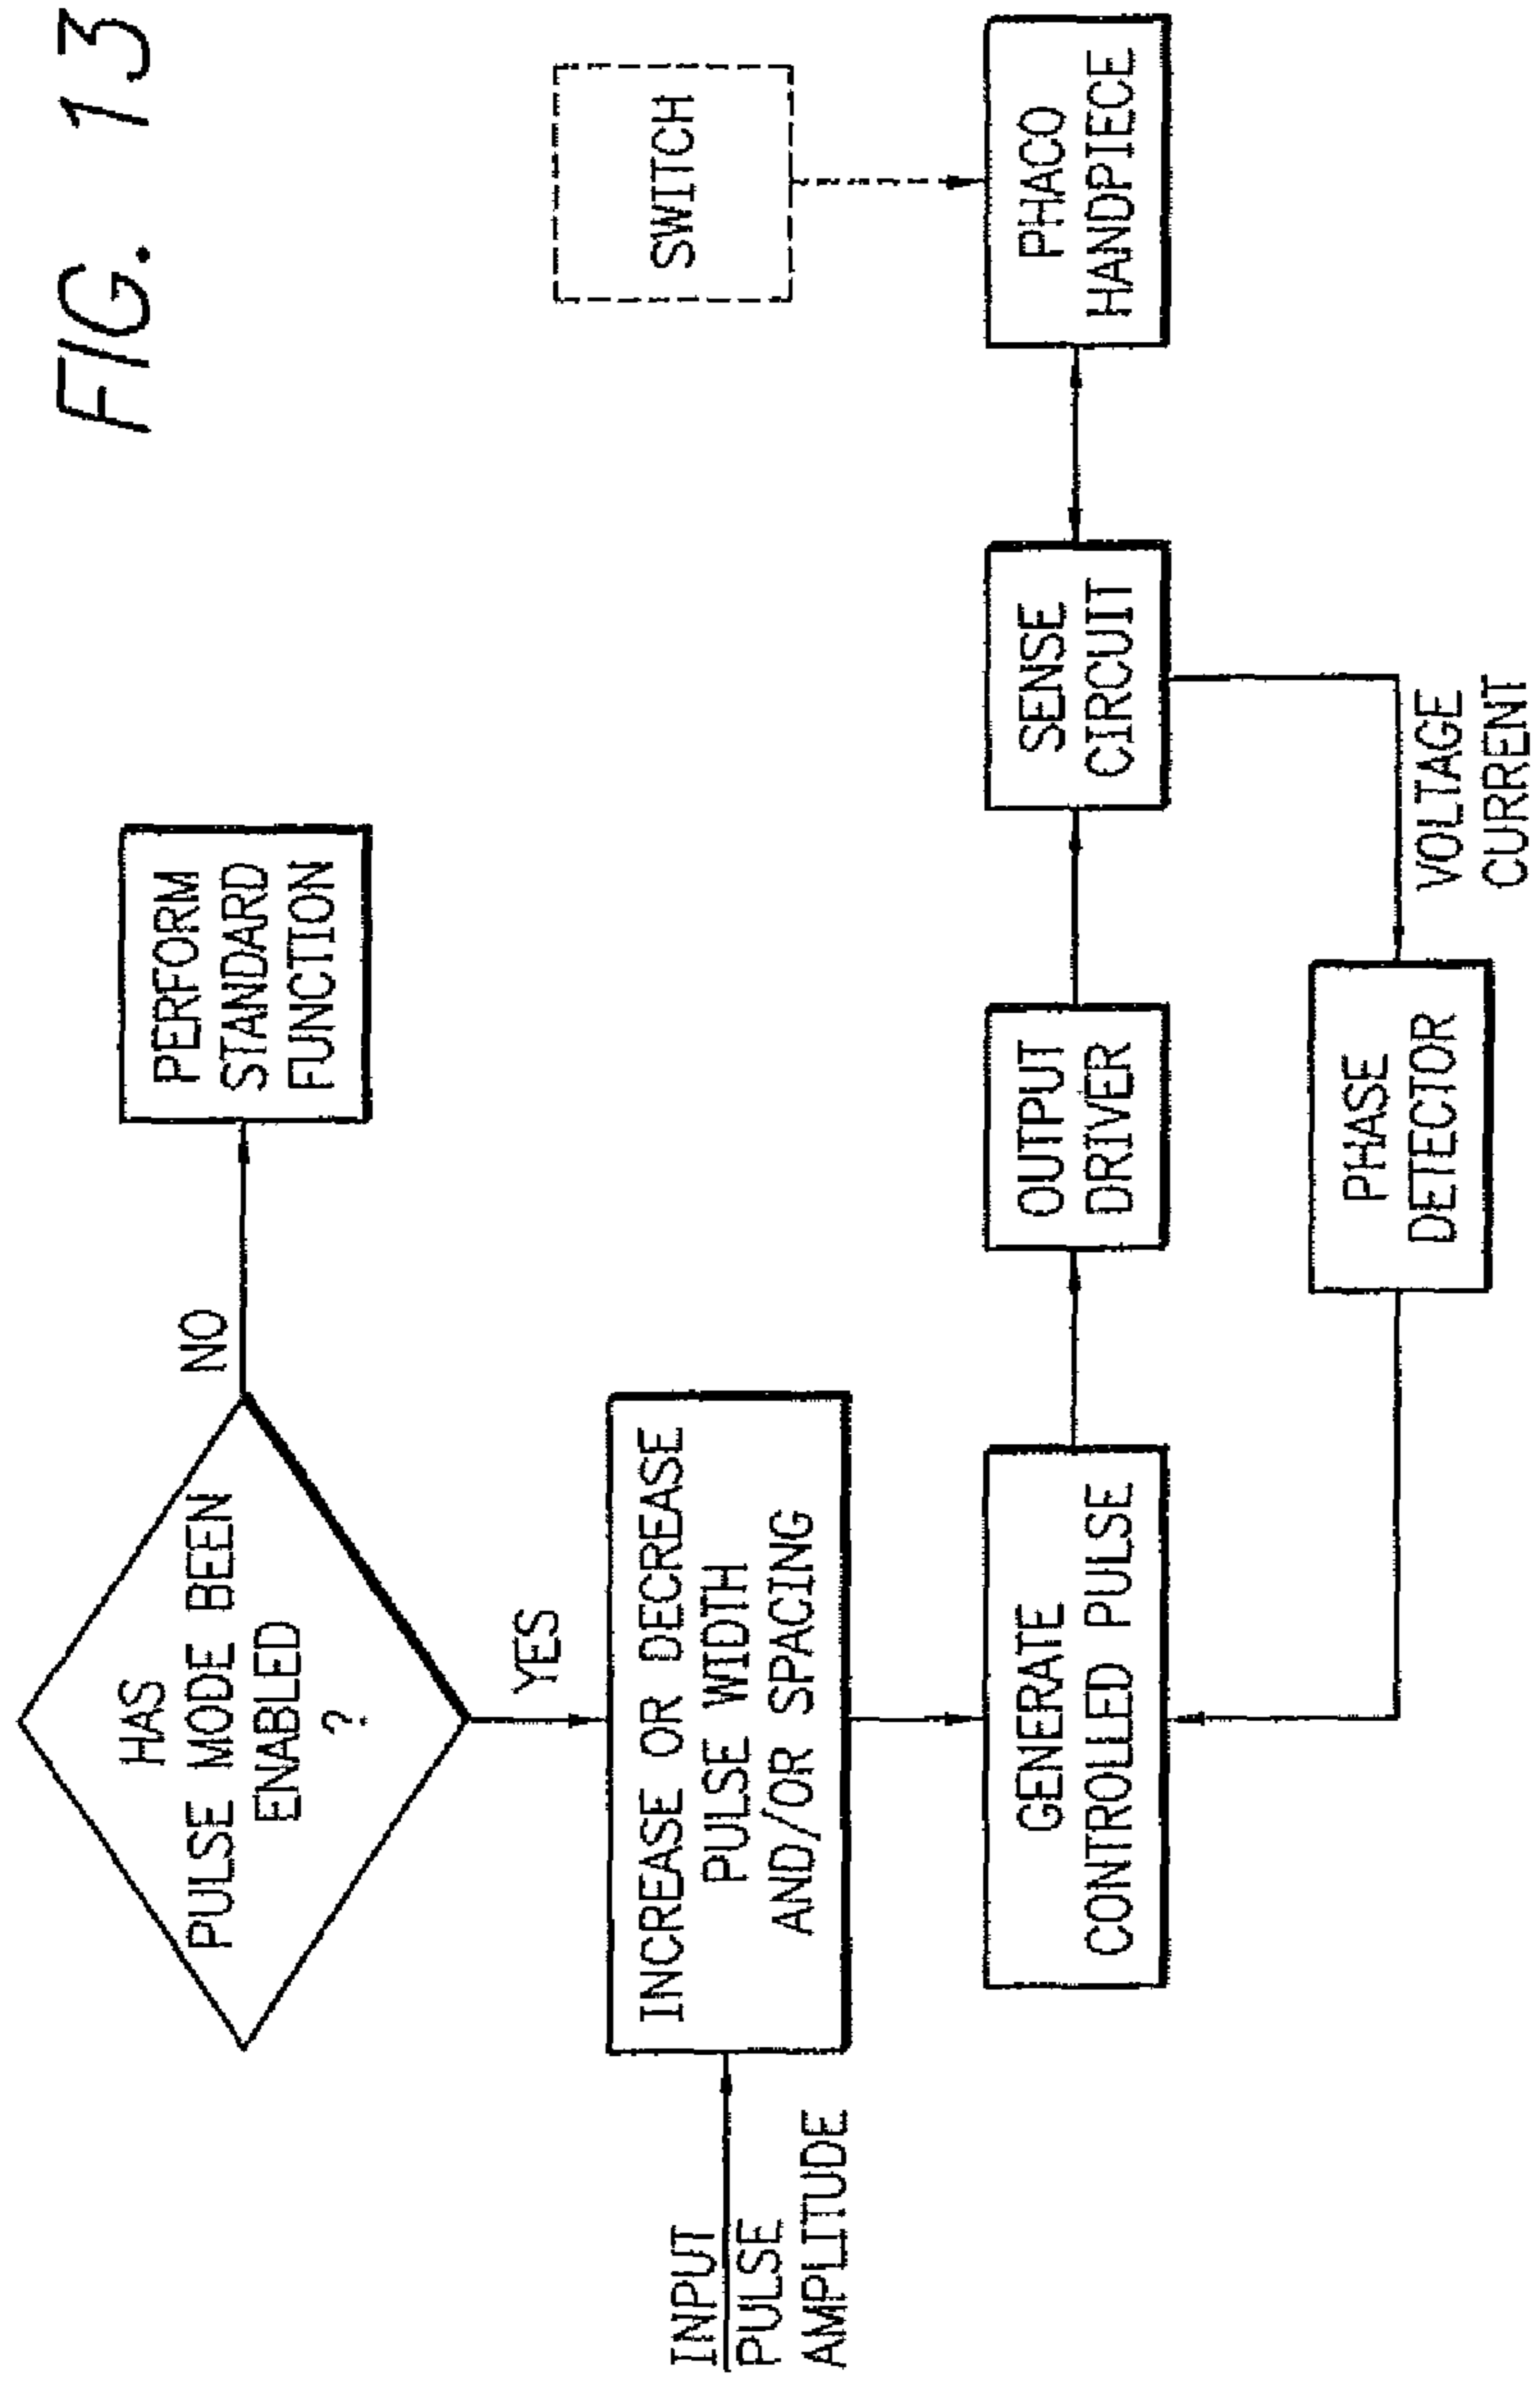 FIG. 13
HAS
PULSE MODE BEEN
ENABLED
?
NO
PERFORM
STANDARD
FUNCTION
YES
INPUT
PULSE
AMPLITUDE
INCREASE OR DECREASE
PULSE WIDTH
AND/OR SPACING
SWITCH
GENERATE
CONTROLLED PULSE
OUTPUT
DRIVER
SENSE
CIRCUIT
PHACO
HANDPIECE
PHASE
DETECTOR
VOLTAGE
CURRENT